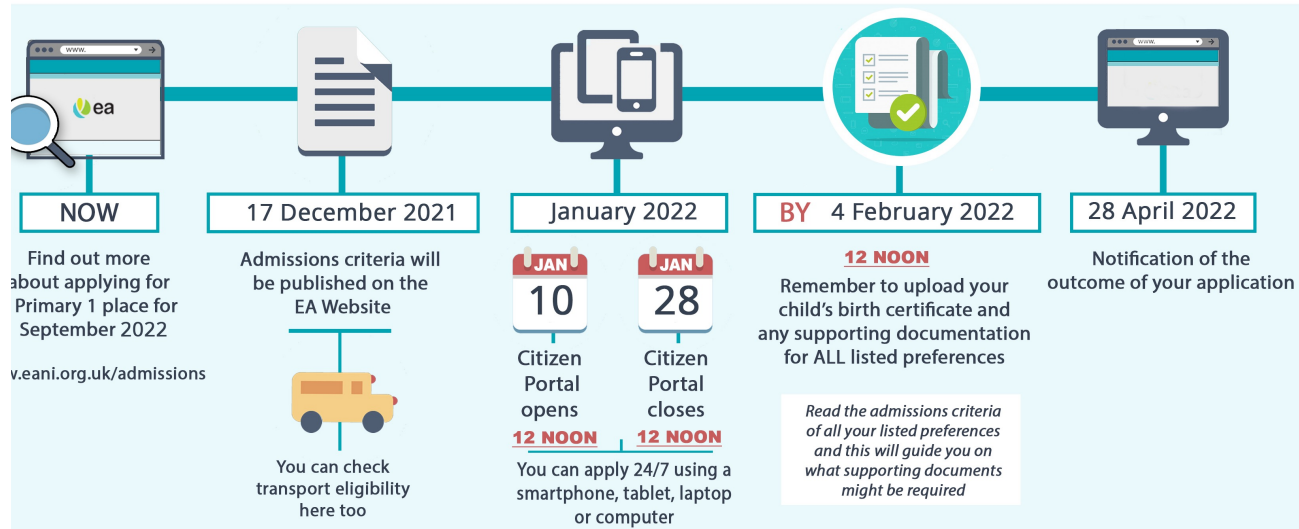 www.
ea
NOW
Find out more
about applying for
Primary 1 place for
September 2022
w.eani.org.uk/admissions
17 December 2021
Admissions criteria will
be published on the
EA Website
You can check
transport eligibility
here too
January 2022
JAN
10
Citizen
Portal
opens
12 NOON
JAN
28
Citizen
Portal
closes
12 NOON
You can apply 24/7 using a
smartphone, tablet, laptop
or computer
BY 4 February 2022
12 NOON
Remember to upload your
child's birth certificate and
any supporting documentation
for ALL listed preferences
Read the admissions criteria
of all your listed preferences
and this will guide you on
what supporting documents
might be required
www.
28 April 2022
Notification of the
outcome of your application